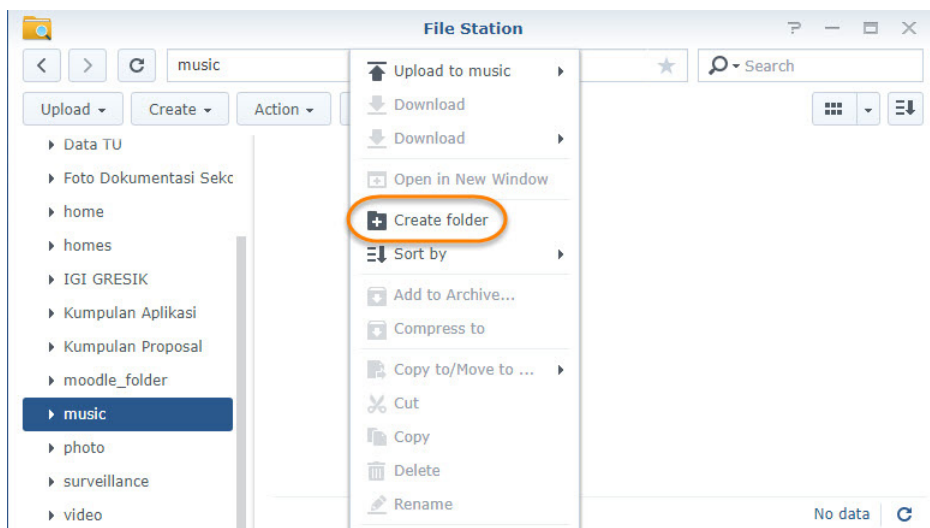 File Station
music
Search
Upload
Create
Action
Data TU
Foto Dokumentasi Sekc
home
homes
IGI GRESIK
Kumpulan Aplikasi
Kumpulan Proposal
moodle_folder
music
photo
surveillance
video
Upload to music
Download
Download
Open in New Window
Create folder
Sort by
Add to Archive...
Compress to
Copy to/Move to ...
Cut
Copy
Delete
Rename
No data